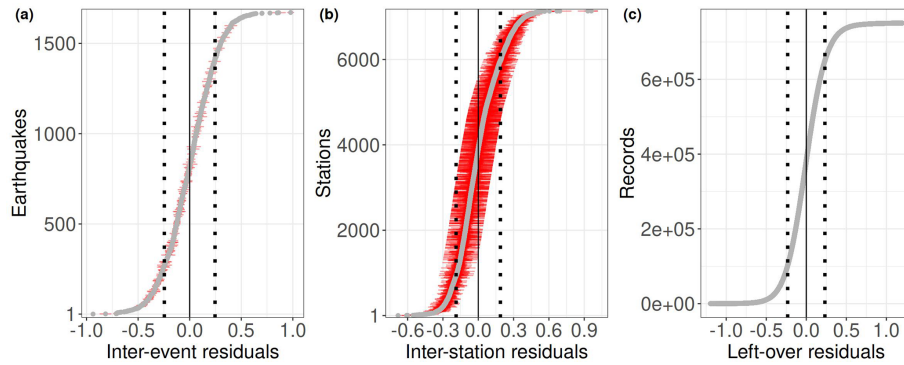 (a)
Earthquakes
1500
1000
500
1
-1.0 -0.5 0.0 0.5 1.0
Inter-event residuals
(b)
Stations
6000
4000
2000
1
-0.6 -0.3 0.0 0.3 0.6 0.9
Inter-station residuals
(c)
Records
6e+05
4e+05
2e+05
0e+00
-1.0 -0.5 0.0 0.5 1.0
Left-over residuals